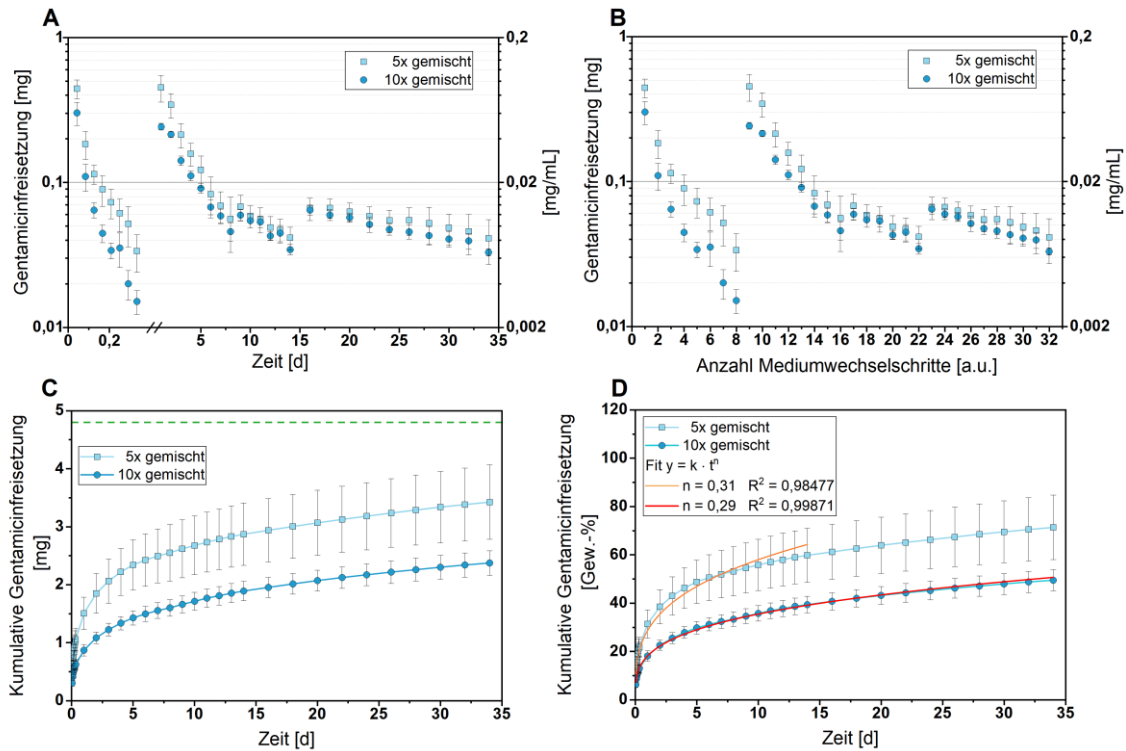 A
Gentamicinfreisetzung [mg]
1
0,1
0,01
5x gemischt
10x gemischt
0,2
0,02
0,002
[mg/mL]
0,2 5 10 15 20 25 30 35
Zeit [d]
B
Gentamicinfreisetzung [mg]
1
0,1
0,01
5x gemischt
10x gemischt
0,2
0,02
0,002
[mg/mL]
0 2 4 6 8 10 12 14 16 18 20 22 24 26 28 30 32
Anzahl Mediumwechselschritte [a.u.]
C
Kumulative Gentamicinfreisetzung
[mg]
5
4
3
2
1
0
5x gemischt
10x gemischt
0 5 10 15 20 25 30 35
Zeit [d]
D
Kumulative Gentamicinfreisetzung
[Gew.-%]
120
100
80
60
40
20
0
5x gemischt
10x gemischt
Fit y = k · tⁿ
n = 0,31 R² = 0,98477
n = 0,29 R² = 0,99871
0 5 10 15 20 25 30 35
Zeit [d]